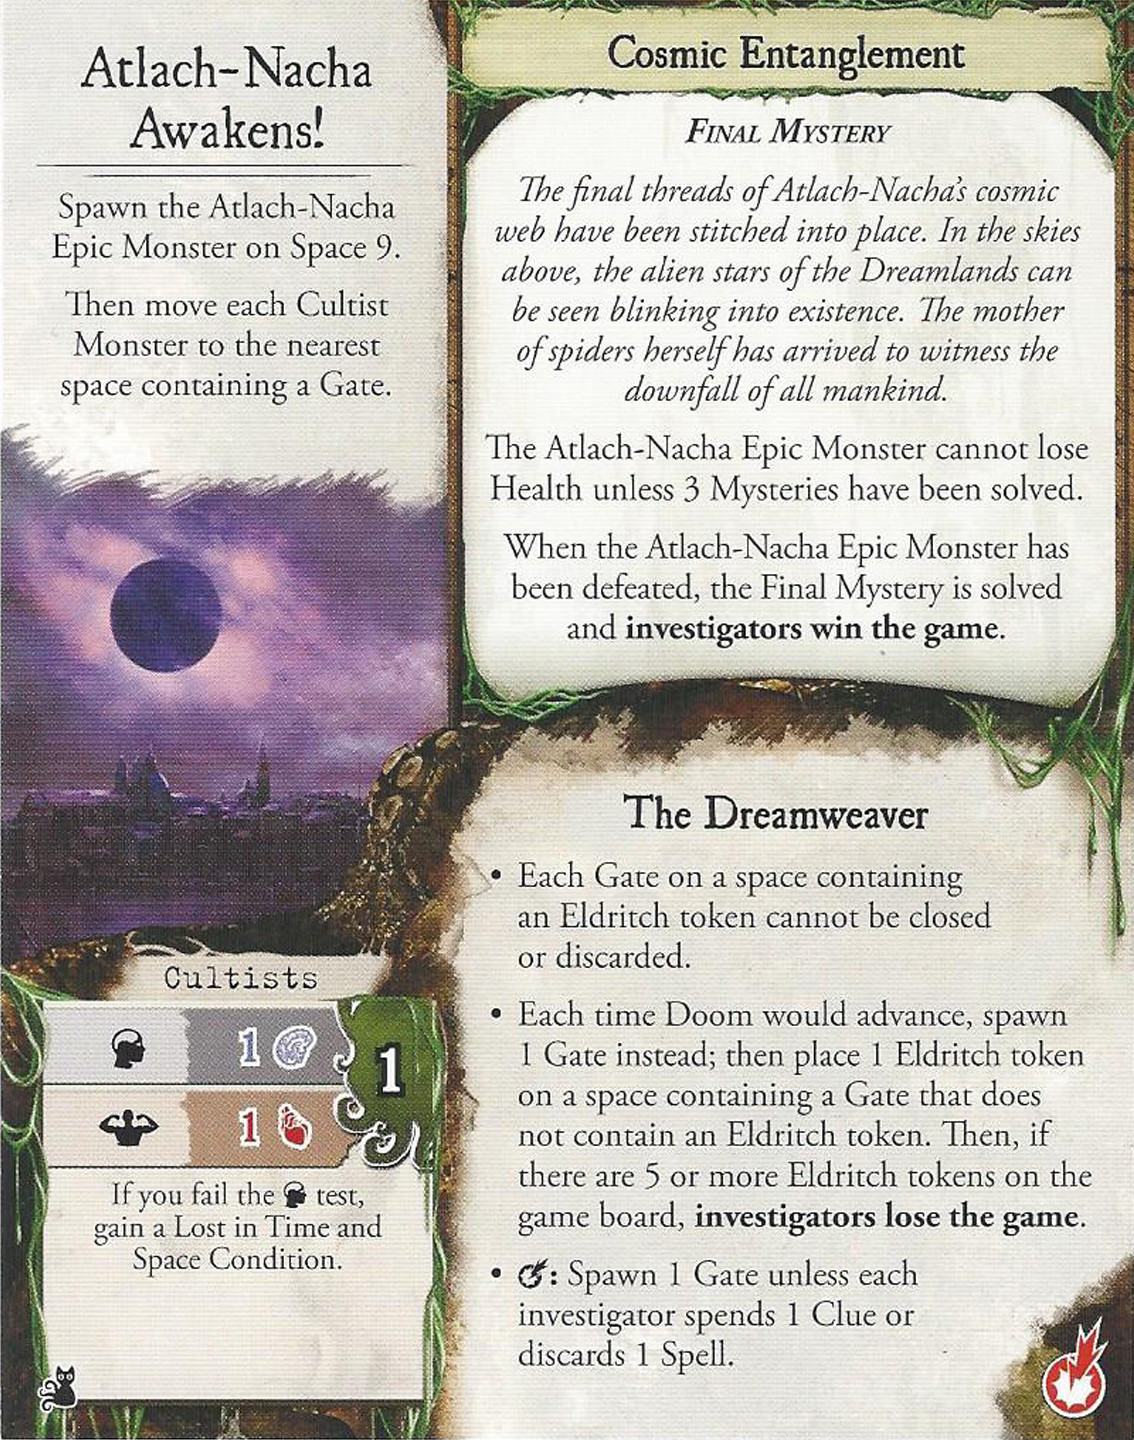 Atlach-Nacha
Awakens!
Spawn the Atlach-Nacha
Epic Monster on Space 9.
Then move each Cultist
Monster to the nearest
space containing a Gate.
Cosmic Entanglement
Final Mystery
The final threads of Atlach-Nacha's cosmic
web have been stitched into place. In the skies
above, the alien stars of the Dreamlands can
be seen blinking into existence. The mother
of spiders herself has arrived to witness the
downfall of all mankind.
The Atlach-Nacha Epic Monster cannot lose
Health unless 3 Mysteries have been solved.
When the Atlach-Nacha Epic Monster has
been defeated, the Final Mystery is solved
and investigators win the game.
The Dreamweaver
• Each Gate on a space containing
an Eldritch token cannot be closed
or discarded.
• Each time Doom would advance, spawn
1 Gate instead; then place 1 Eldritch token
on a space containing a Gate that does
not contain an Eldritch token. Then, if
there are 5 or more Eldritch tokens on the
game board, investigators lose the game.
• : Spawn 1 Gate unless each
investigator spends 1 Clue or
discards 1 Spell.
Cultists
1
1
1
If you fail the test,
gain a Lost in Time and
Space Condition.